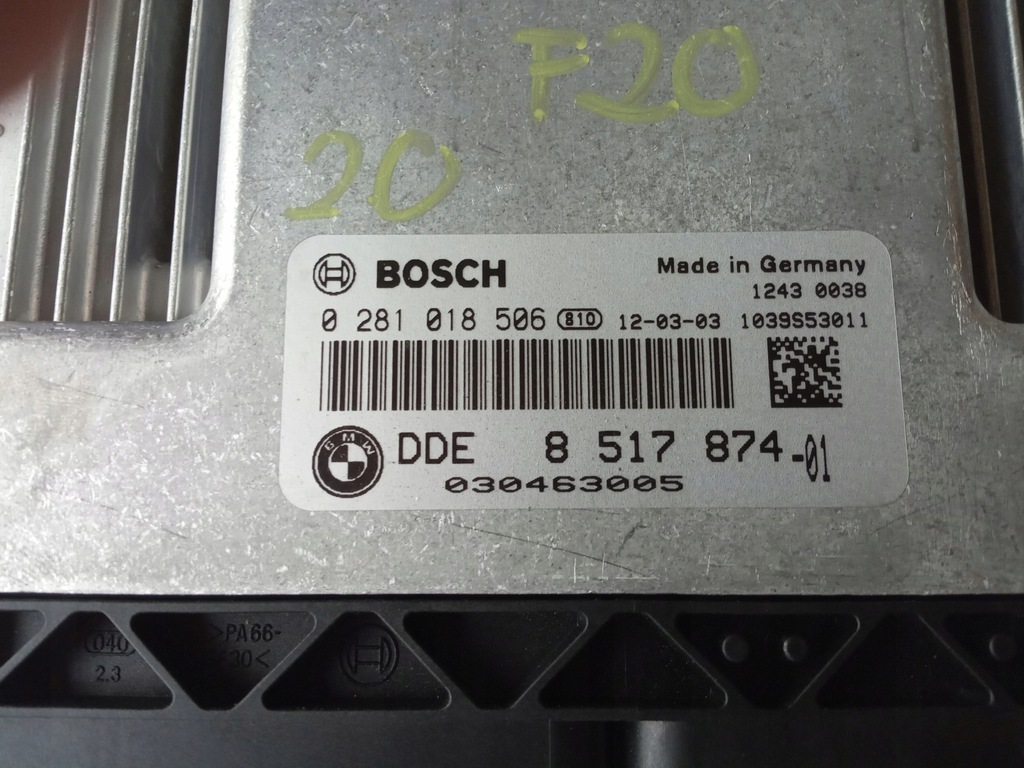 F20
20
BOSCH
Made in Germany
1243 0038
0 281 018 506 810 12-03-03 1039S53011
BMW DDE 8 517 874-01
030463005
040
2.3
>PA66-
30<